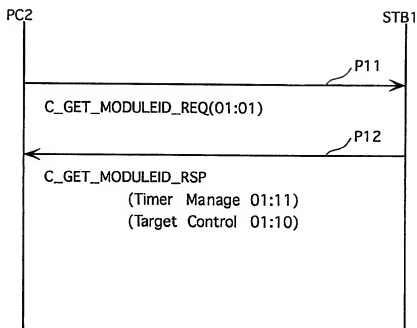 PC2
STB1
P11
C_GET_MODULEID_REQ(01:01)
P12
C_GET_MODULEID_RSP
(Timer Manage 01:11)
(Target Control 01:10)